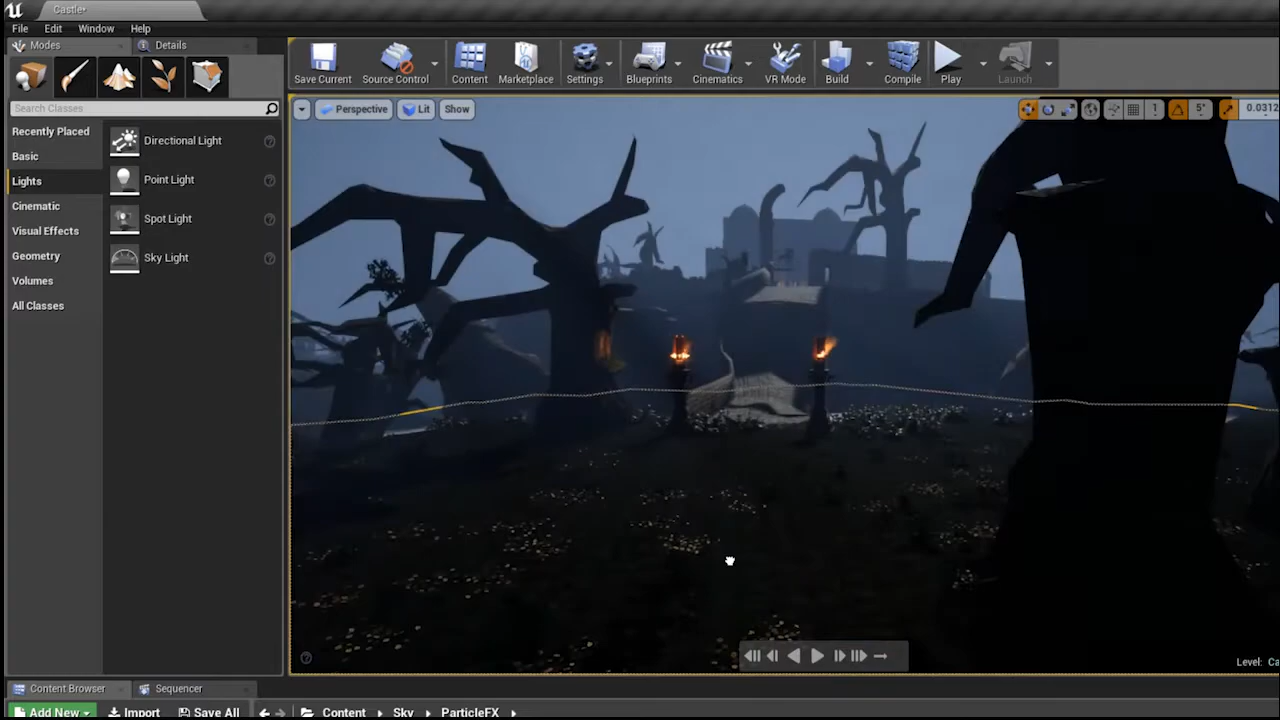 Castle*
File Edit Window Help
Modes Details
Save Current Source Control Content Marketplace Settings Blueprints Cinematics VR Mode Build Compile Play Launch
Search Classes
Perspective Lit Show 1 5° 0.0312
Recently Placed
Basic
Lights
Cinematic
Visual Effects
Geometry
Volumes
All Classes
Directional Light
Point Light
Spot Light
Sky Light
Level: Ca
Content Browser Sequencer
Add New Import Save All Content Sky ParticleFX